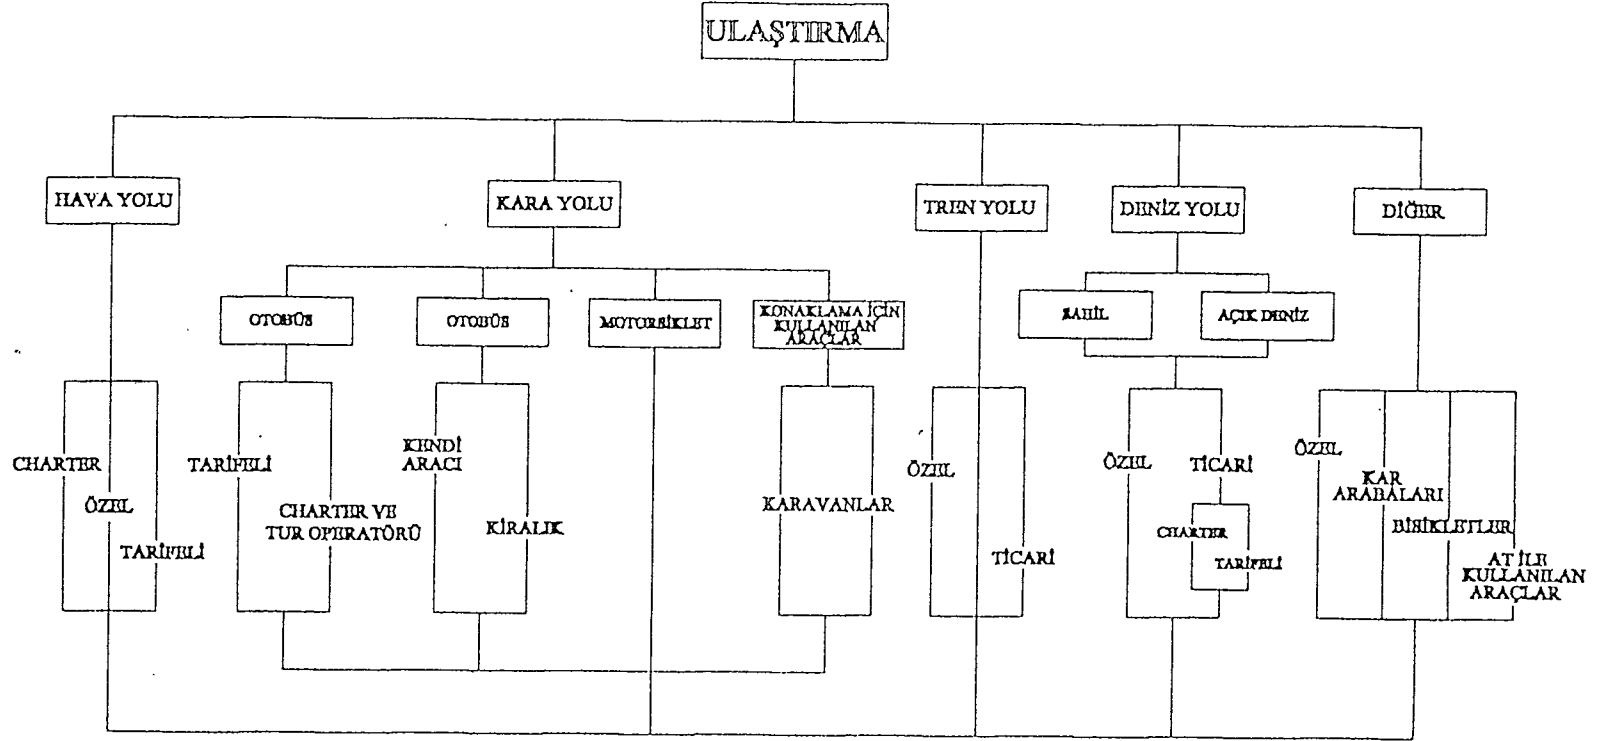 ULAŞTIRMA
HAVA YOLU
KARA YOLU
TREN YOLU
DENİZ YOLU
DİĞER
OTOBÜS
OTOBÜS
MOTORSİKLET
KONAKLAMA İÇİN
KULLANILAN
ARAÇLAR
SAHİL
AÇIK DENİZ
CHARTER
ÖZEL
TARİFELİ
TARİFELİ
CHARTER VE
TUR OPERATÖRÜ
KENDİ
ARACI
KİRALIK
KARAVANLAR
ÖZEL
TİCARİ
ÖZEL
TİCARİ
CHARTER
TARİFELİ
ÖZEL
KAR
ARABALARI
BİSİKLETLER
AT İLE
KULLANILAN
ARAÇLAR